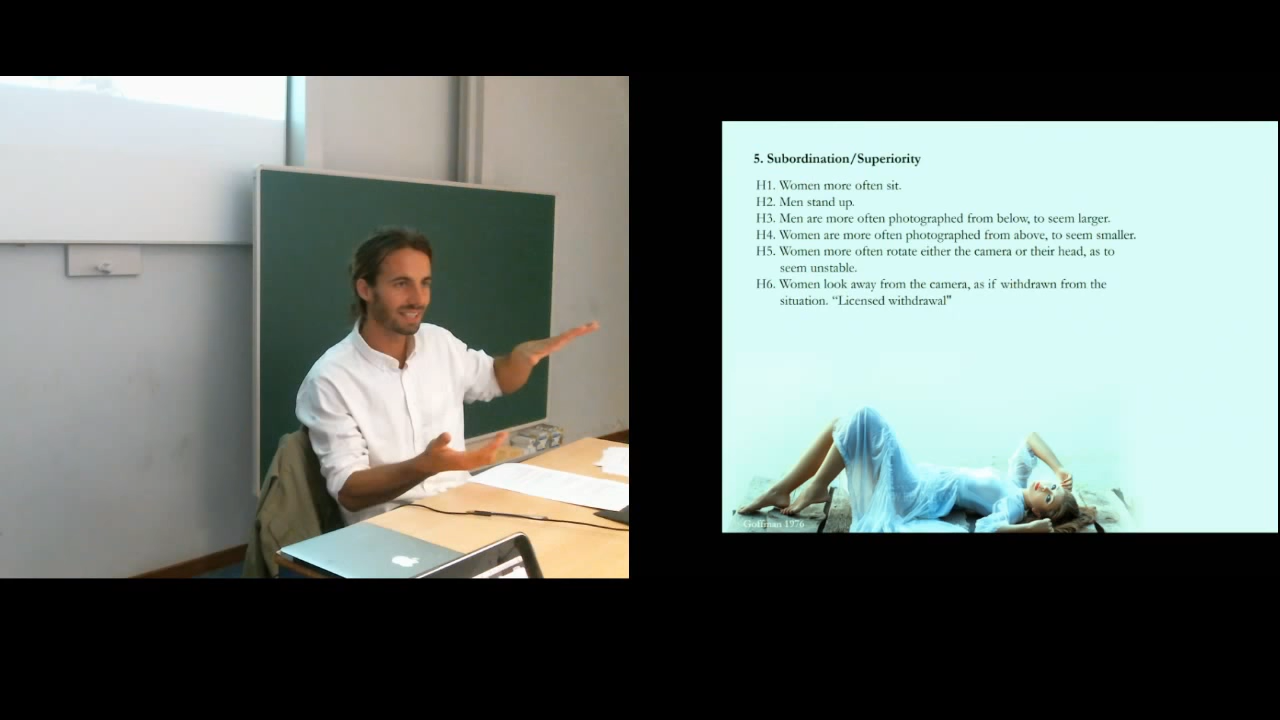 5. Subordination/Superiority
H1. Women more often sit.
H2. Men stand up.
H3. Men are more often photographed from below, to seem larger.
H4. Women are more often photographed from above, to seem smaller.
H5. Women more often rotate either the camera or their head, as to
seem unstable.
H6. Women look away from the camera, as if withdrawn from the
situation. “Licensed withdrawal"
Goffman 1976